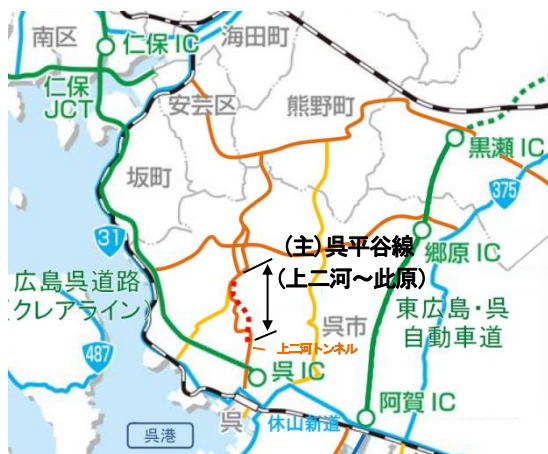 南区
仁保IC
海田町
仁保
JCT
安芸区
熊野町
黒瀬IC
坂町
375
31
(主)呉平谷線
(上二河～此原)
郷原IC
広島呉道路
(クレアライン)
呉市
東広島・呉
自動車道
上二河トンネル
487
呉IC
阿賀IC
呉
休山新道
呉港